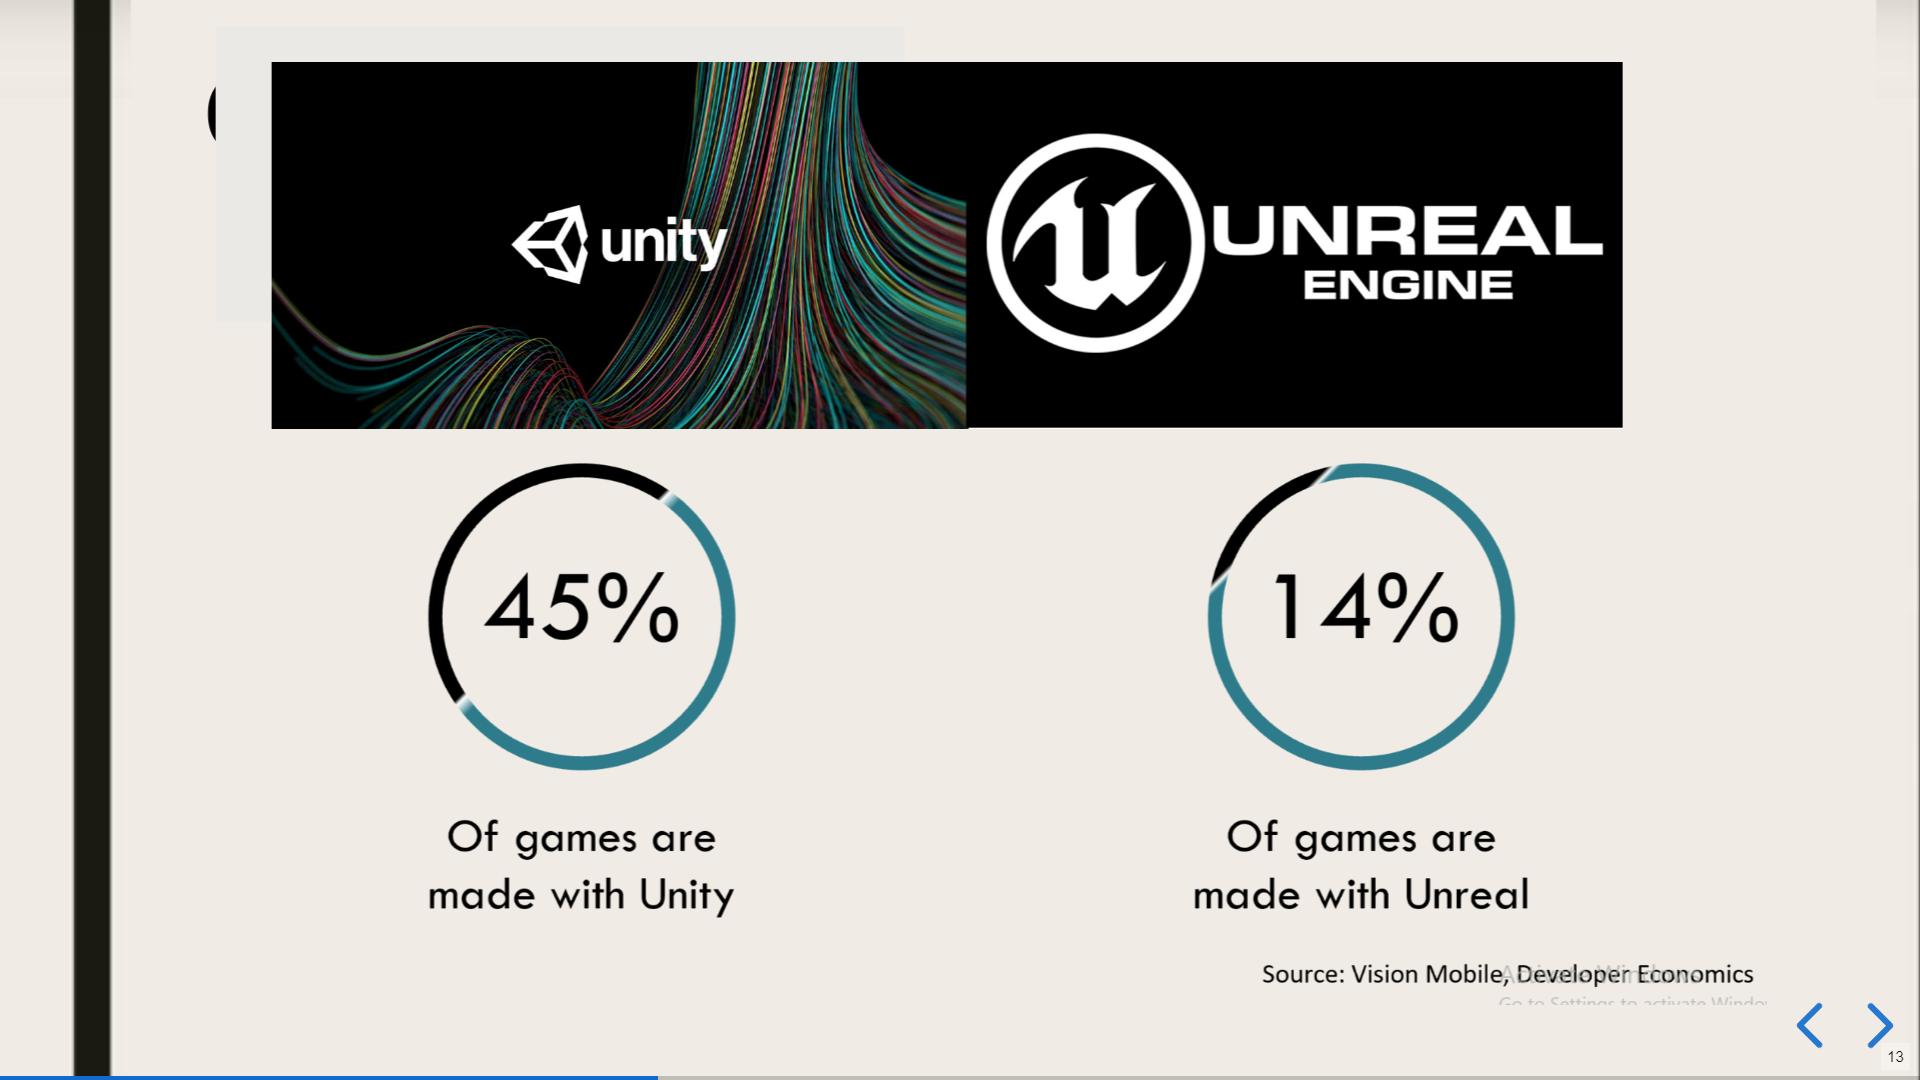 unity
UNREAL
ENGINE
45%
14%
Of games are
made with Unity
Of games are
made with Unreal
Source: Vision Mobile, Developer Economics
Activate Windows
Go to Settings to activate
13